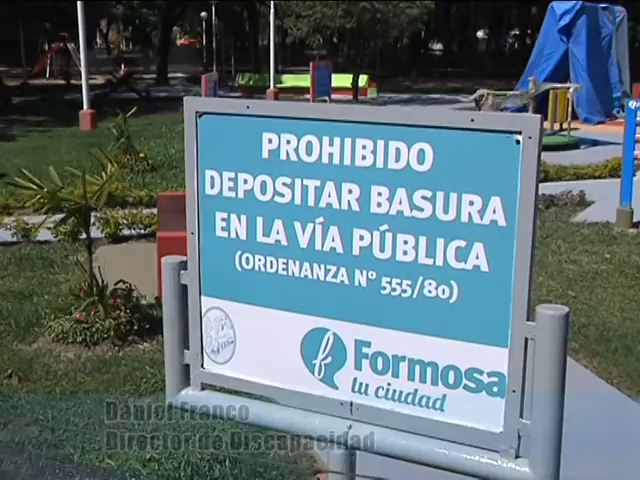 PROHIBIDO
DEPOSITAR BASURA
EN LA VÍA PÚBLICA
(ORDENANZA Nº 555/80)
Formosa
tu ciudad
Daniel Franco
Director de Discapacidad